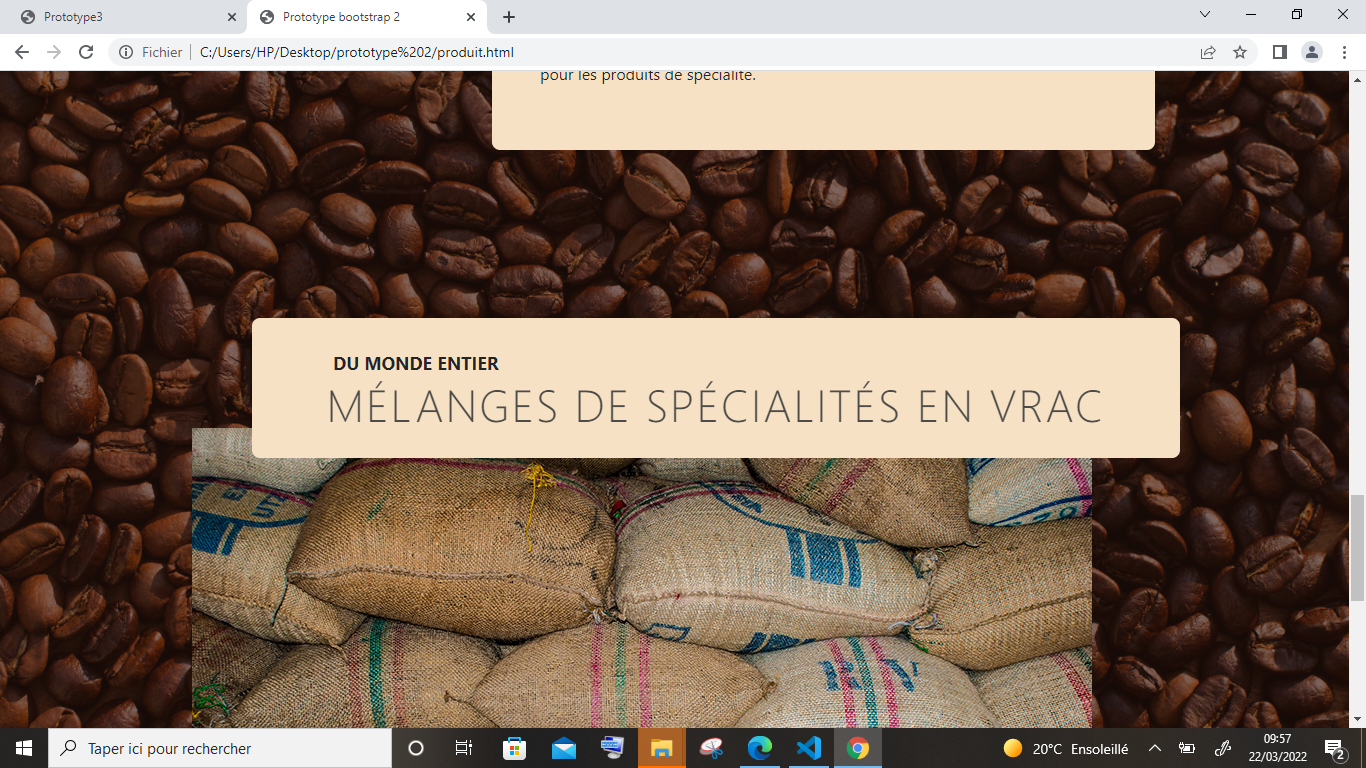 Prototype3
Prototype bootstrap 2
Fichier
C:/Users/HP/Desktop/prototype%202/produit.html
pour les produits de spécialité.
DU MONDE ENTIER
MÉLANGES DE SPÉCIALITÉS EN VRAC
Taper ici pour rechercher
20°C Ensoleillé
09:57
22/03/2022
2